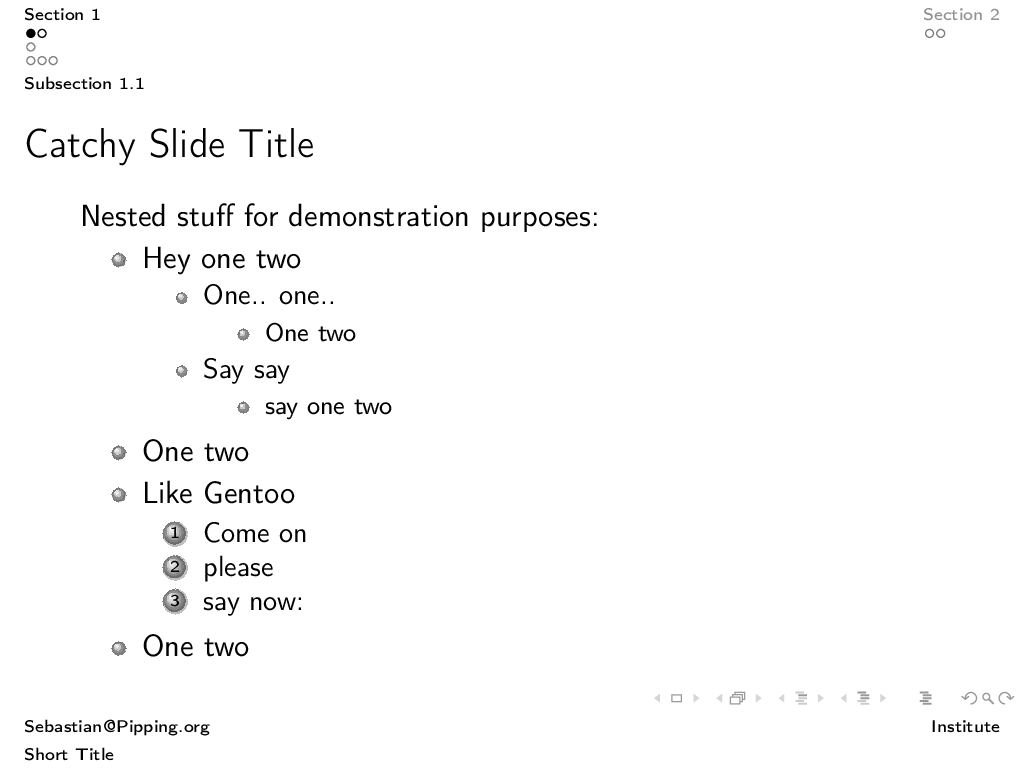 Section 1
Section 2
Subsection 1.1
Catchy Slide Title
Nested stuff for demonstration purposes:
Hey one two
One.. one..
One two
Say say
say one two
One two
Like Gentoo
1 Come on
2 please
3 say now:
One two
Sebastian@Pipping.org
Institute
Short Title